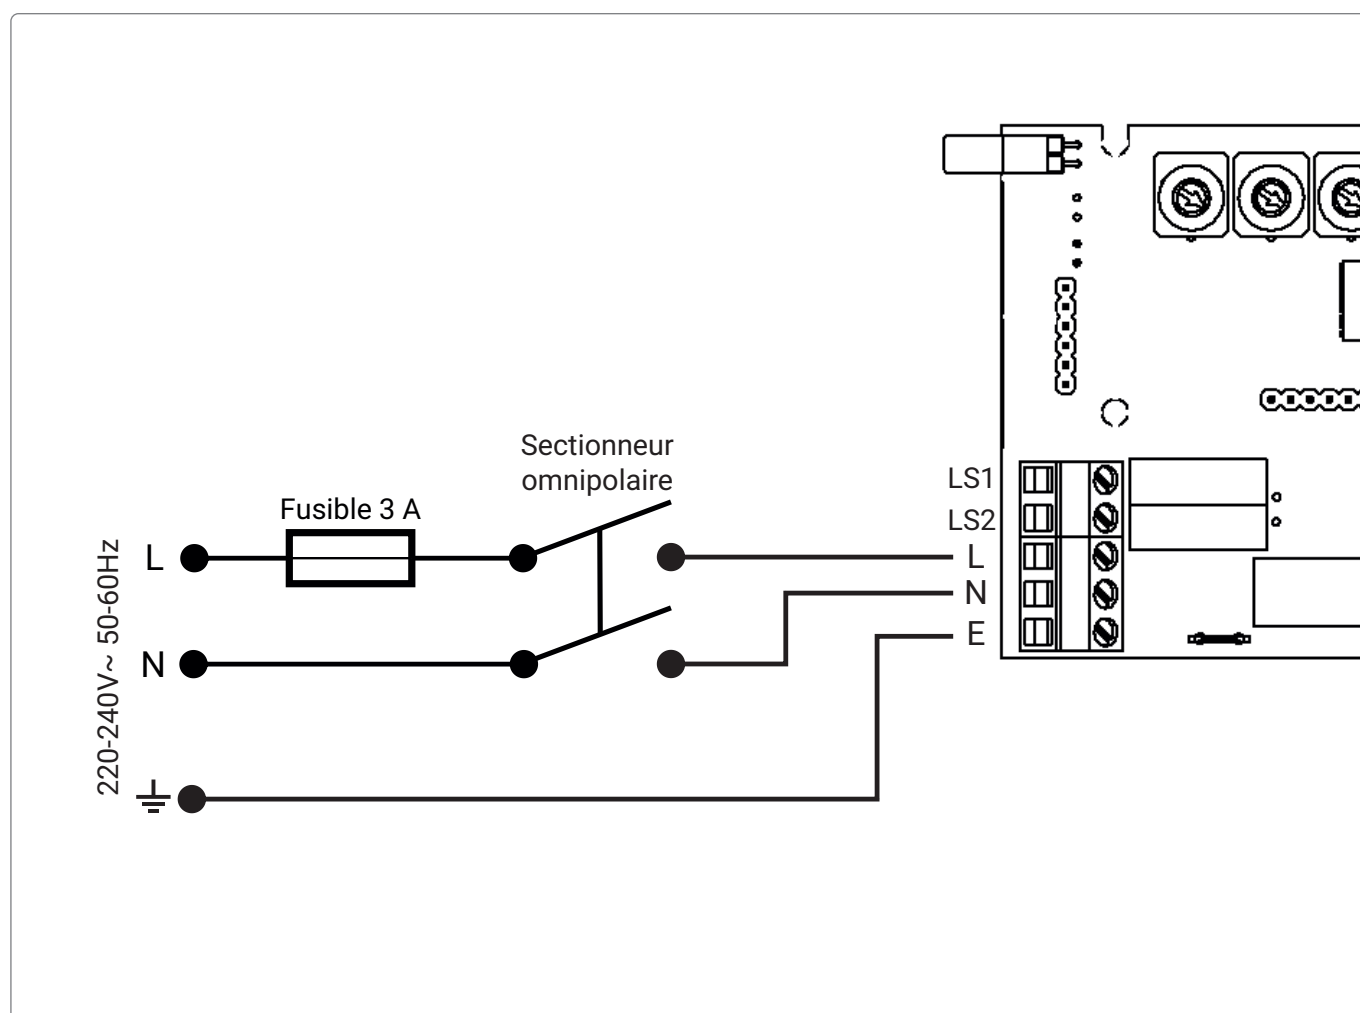 Sectionneur
omnipolaire
Fusible 3 A
220-240V~ 50-60Hz
L
N
LS1
LS2
L
N
E